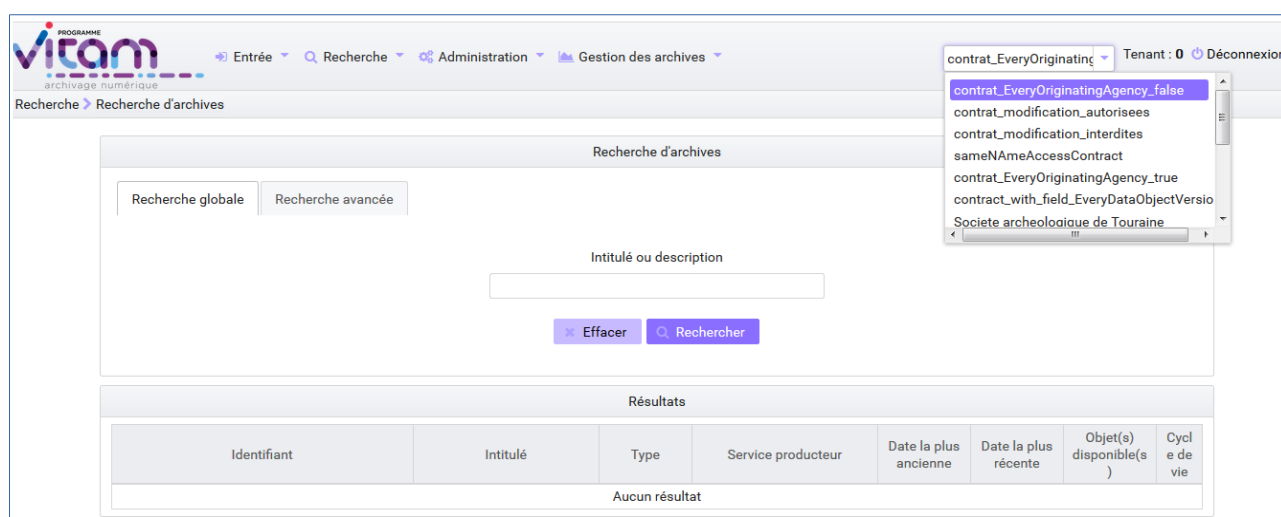 PROGRAMME
vitam
archivage numérique
Entrée Recherche Administration Gestion des archives
contrat_EveryOriginating
Tenant : 0 Déconnexion
Recherche > Recherche d'archives
contrat_EveryOriginatingAgency_false
contrat_modification_autorisees
contrat_modification_interdites
sameNAmeAccessContract
contrat_EveryOriginatingAgency_true
contract_with_field_EveryDataObjectVersio
Societe archeologique de Touraine
Recherche d'archives
Recherche globale Recherche avancée
Intitulé ou description
Effacer Rechercher
Résultats
Identifiant
Intitulé
Type
Service producteur
Date la plus
ancienne
Date la plus
récente
Objet(s)
disponible(s
)
Cycl
e de
vie
Aucun résultat